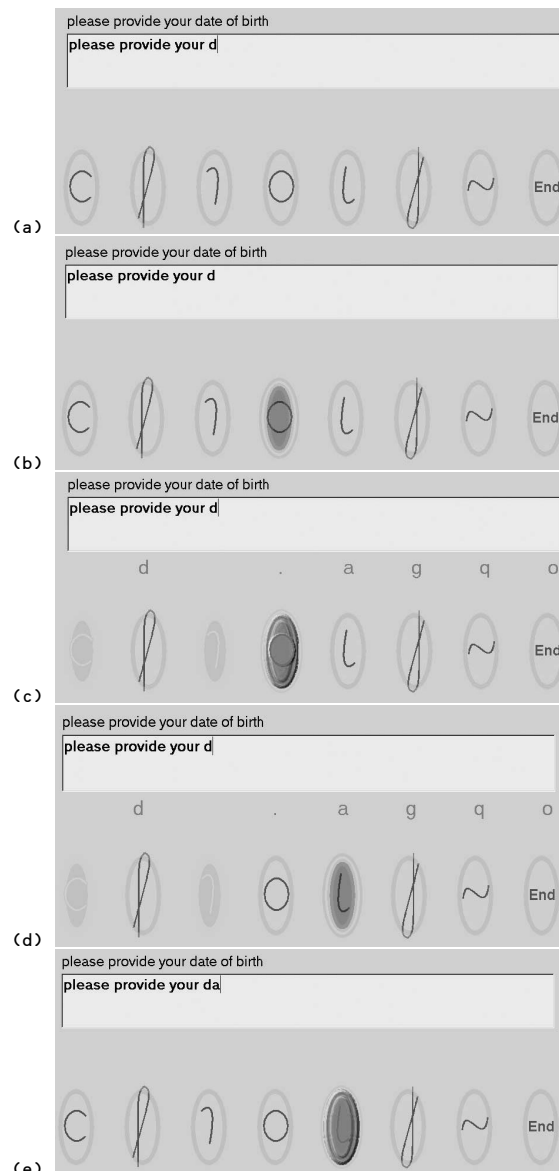 please provide your date of birth
please provide your d
End
(a)
please provide your date of birth
please provide your d
End
(b)
please provide your date of birth
please provide your d
d . a g q o
End
(c)
please provide your date of birth
please provide your d
d . a g q o
End
(d)
please provide your date of birth
please provide your da
End
(e)